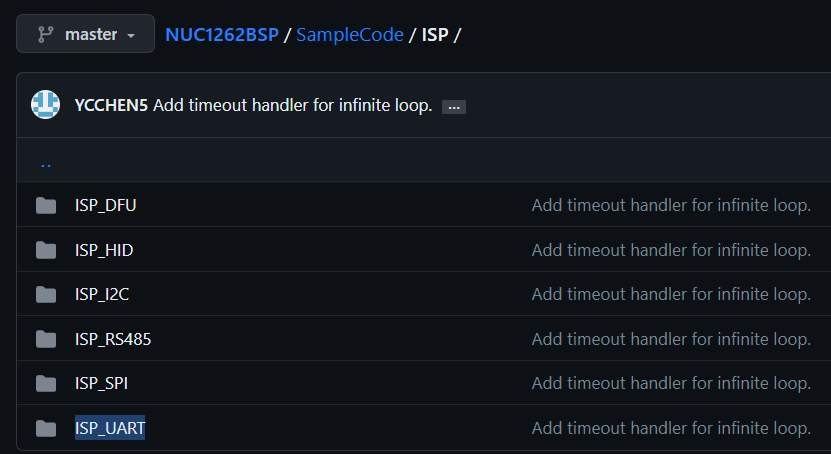 master NUC1262BSP / SampleCode / ISP /
YCCHEN5 Add timeout handler for infinite loop. ...
..
ISP_DFU Add timeout handler for infinite loop.
ISP_HID Add timeout handler for infinite loop.
ISP_I2C Add timeout handler for infinite loop.
ISP_RS485 Add timeout handler for infinite loop.
ISP_SPI Add timeout handler for infinite loop.
ISP_UART Add timeout handler for infinite loop.